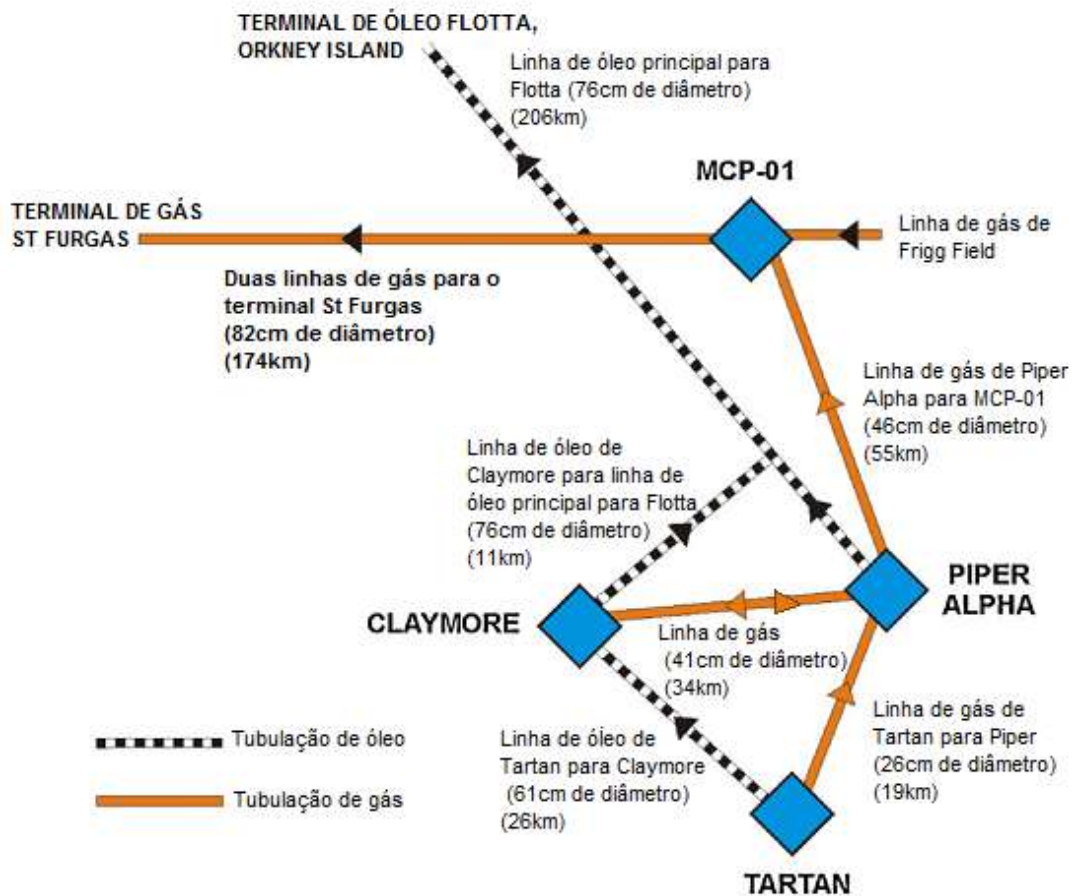 TERMINAL DE ÓLEO FLOTTA,
ORKNEY ISLAND
Linha de óleo principal para
Flotta (76cm de diâmetro)
(206km)
MCP-01
TERMINAL DE GÁS
ST FURGAS
Linha de gás de
Frigg Field
Duas linhas de gás para o
terminal St Furgas
(82cm de diâmetro)
(174km)
Linha de gás de Piper
Alpha para MCP-01
(46cm de diâmetro)
(55km)
Linha de óleo de
Claymore para linha de
óleo principal para Flotta
(76cm de diâmetro)
(11km)
PIPER
ALPHA
CLAYMORE
Linha de gás
(41cm de diâmetro)
(34km)
Linha de gás de
Tartan para Piper
(26cm de diâmetro)
(19km)
Tubulação de óleo
Linha de óleo de
Tartan para Claymore
(61cm de diâmetro)
(26km)
Tubulação de gás
TARTAN